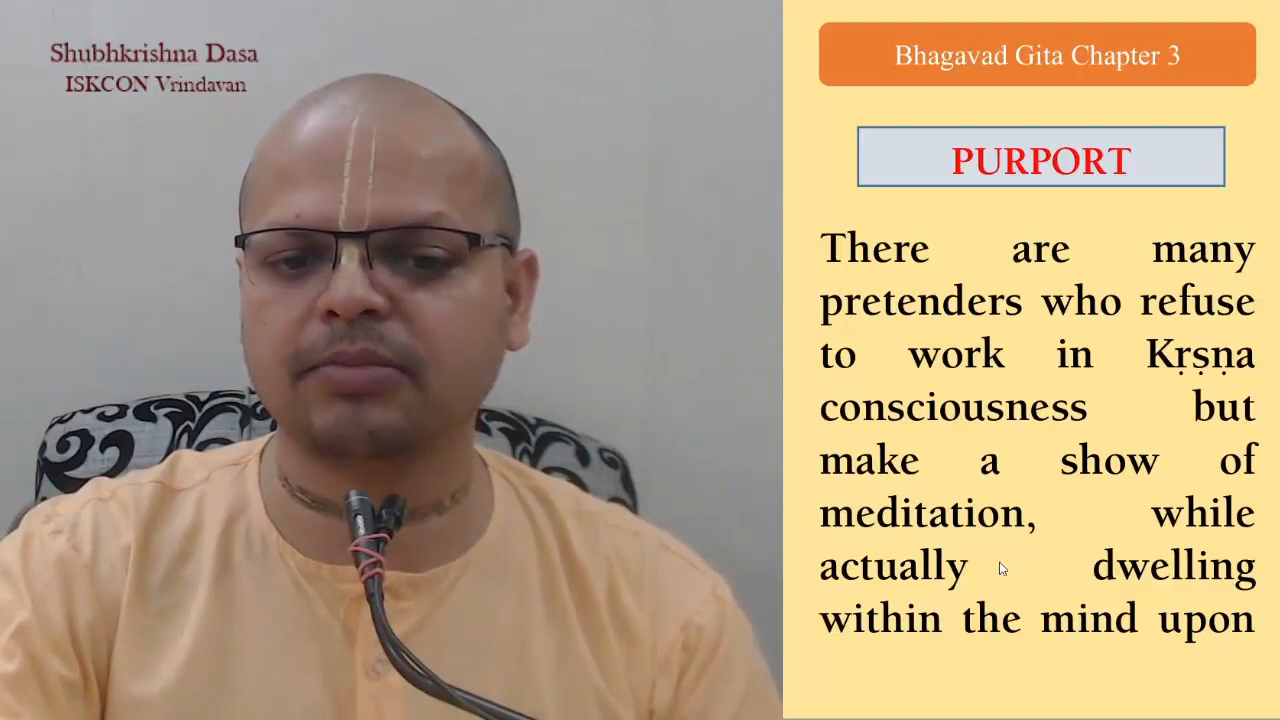 Shubhkrishna Dasa
ISKCON Vrindavan
Bhagavad Gita Chapter 3
PURPORT
There are many
pretenders who refuse
to work in Kṛṣṇa
consciousness but
make a show of
meditation, while
actually dwelling
within the mind upon